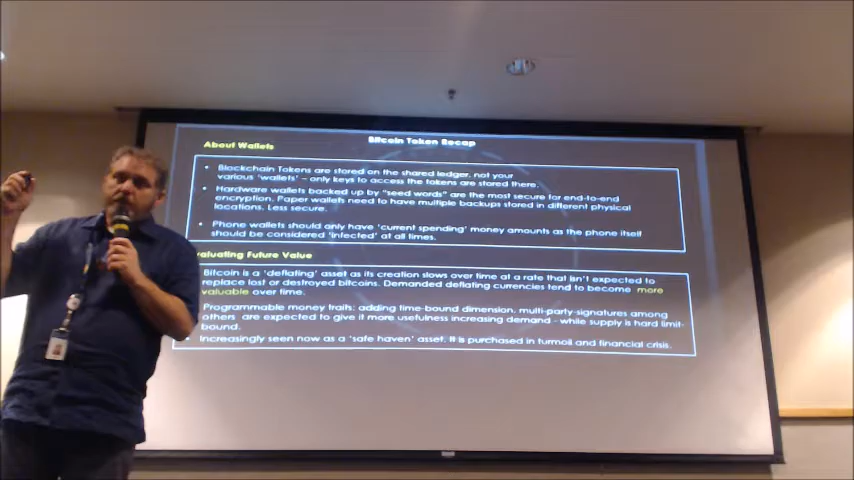 Bitcoin Token Recap
About Wallets
• Blockchain Tokens are stored on the shared ledger, not your
various 'wallets' – only keys to access the tokens are stored there.
• Hardware wallets backed up by "seed words" are the most secure for end-to-end
encryption. Paper wallets need to have multiple backups stored in different physical
locations. Less secure.
• Phone wallets should only have 'current spending' money amounts as the phone itself
should be considered 'infected' at all times.
valuating Future Value
Bitcoin is a 'deflating' asset as its creation slows over time at a rate that isn't expected to
replace lost or destroyed bitcoins. Demanded deflating currencies tend to become more
valuable over time.
Programmable money traits: adding time-bound dimension, multi-party-signatures among
others are expected to give it more usefulness increasing demand – while supply is hard limit-
bound.
• Increasingly seen now as a 'safe haven' asset. It is purchased in turmoil and financial crisis.